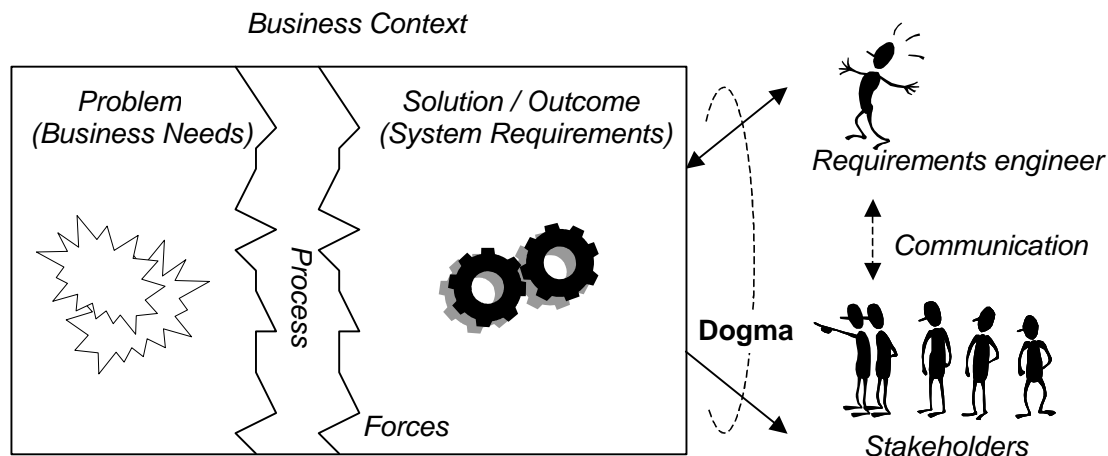 Business Context
Problem
(Business Needs)
Solution / Outcome
(System Requirements)
Process
Forces
Dogma
Requirements engineer
Communication
Stakeholders